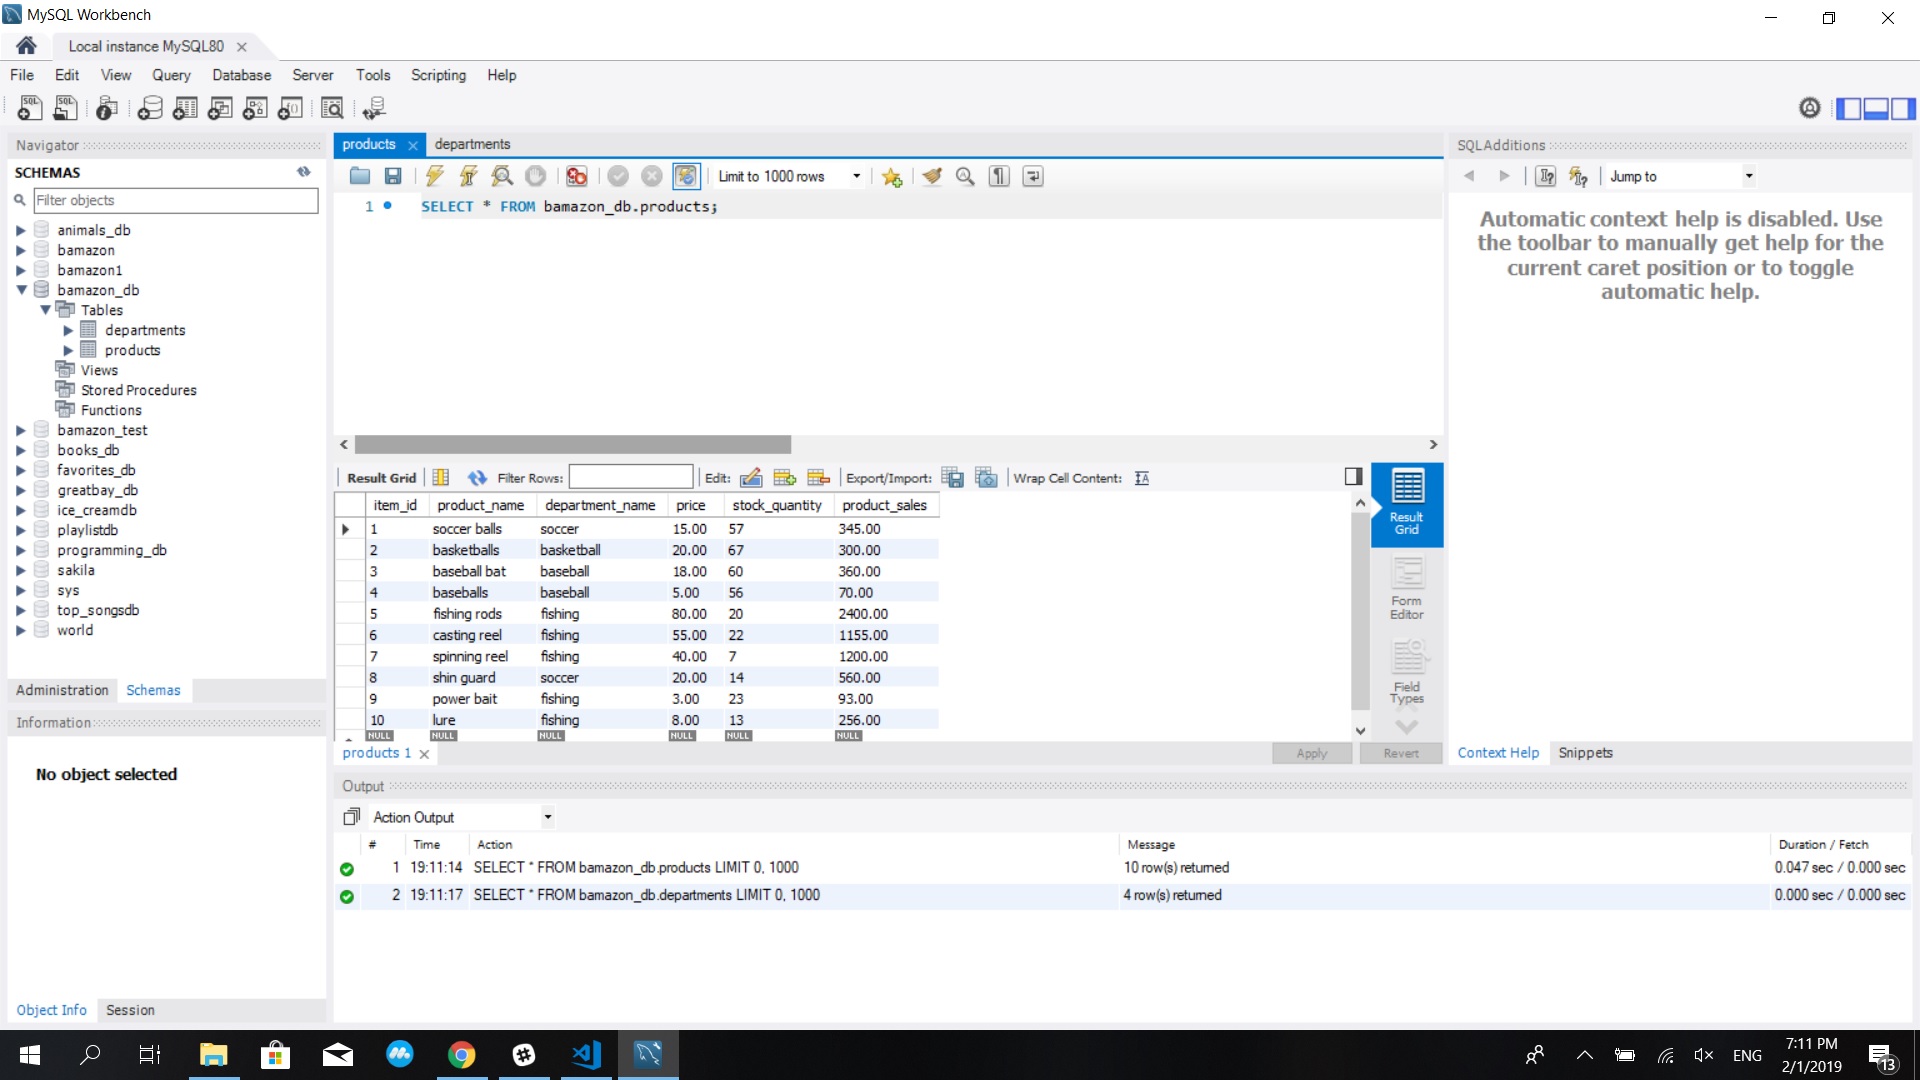 MySQL Workbench
Local instance MySQL80
File Edit View Query Database Server Tools Scripting Help
Navigator
SCHEMAS
Filter objects
animals_db
bamazon
bamazon1
bamazon_db
Tables
departments
products
Views
Stored Procedures
Functions
bamazon_test
books_db
favorites_db
greatbay_db
ice_creamdb
playlistdb
programming_db
sakila
sys
top_songsdb
world
Administration Schemas
Information
No object selected
Object Info Session
products departments
Limit to 1000 rows
1 SELECT * FROM bamazon_db.products;
Result Grid Filter Rows: Edit: Export/Import: Wrap Cell Content:
item_id product_name department_name price stock_quantity product_sales
1 soccer balls soccer 15.00 57 345.00
2 basketballs basketball 20.00 67 300.00
3 baseball bat baseball 18.00 60 360.00
4 baseballs baseball 5.00 56 70.00
5 fishing rods fishing 80.00 20 2400.00
6 casting reel fishing 55.00 22 1155.00
7 spinning reel fishing 40.00 7 1200.00
8 shin guard soccer 20.00 14 560.00
9 power bait fishing 3.00 23 93.00
10 lure fishing 8.00 13 256.00
NULL NULL NULL NULL NULL NULL
Result
Grid
Form
Editor
Field
Types
products 1 Apply Revert
SQLAdditions
Jump to
Automatic context help is disabled. Use
the toolbar to manually get help for the
current caret position or to toggle
automatic help.
Context Help Snippets
Output
Action Output
# Time Action Message Duration / Fetch
1 19:11:14 SELECT * FROM bamazon_db.products LIMIT 0, 1000 10 row(s) returned 0.047 sec / 0.000 sec
2 19:11:17 SELECT * FROM bamazon_db.departments LIMIT 0, 1000 4 row(s) returned 0.000 sec / 0.000 sec
ENG
7:11 PM
2/1/2019
13